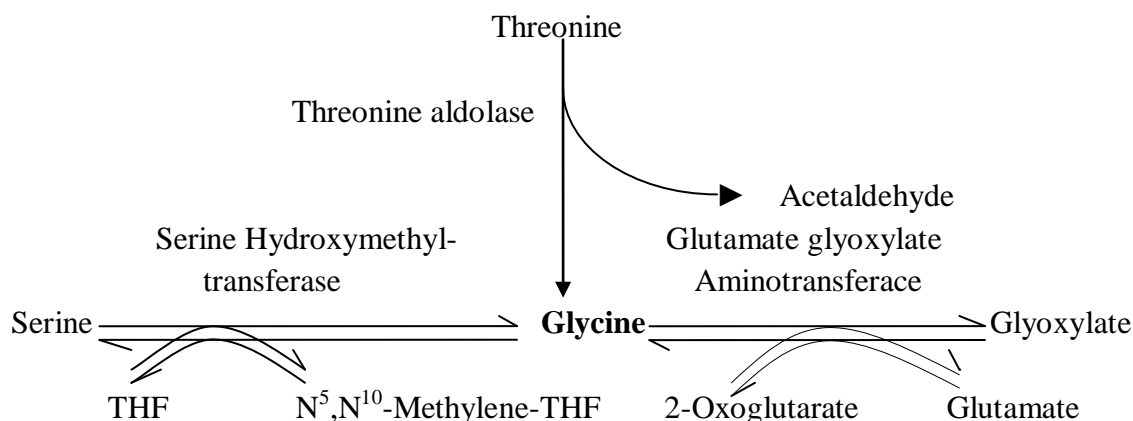 Threonine
Threonine aldolase
Acetaldehyde
Serine Hydroxymethyl-
transferase
Glutamate glyoxylate
Aminotransferace
Serine
Glycine
Glyoxylate
THF
N⁵,N¹⁰-Methylene-THF
2-Oxoglutarate
Glutamate